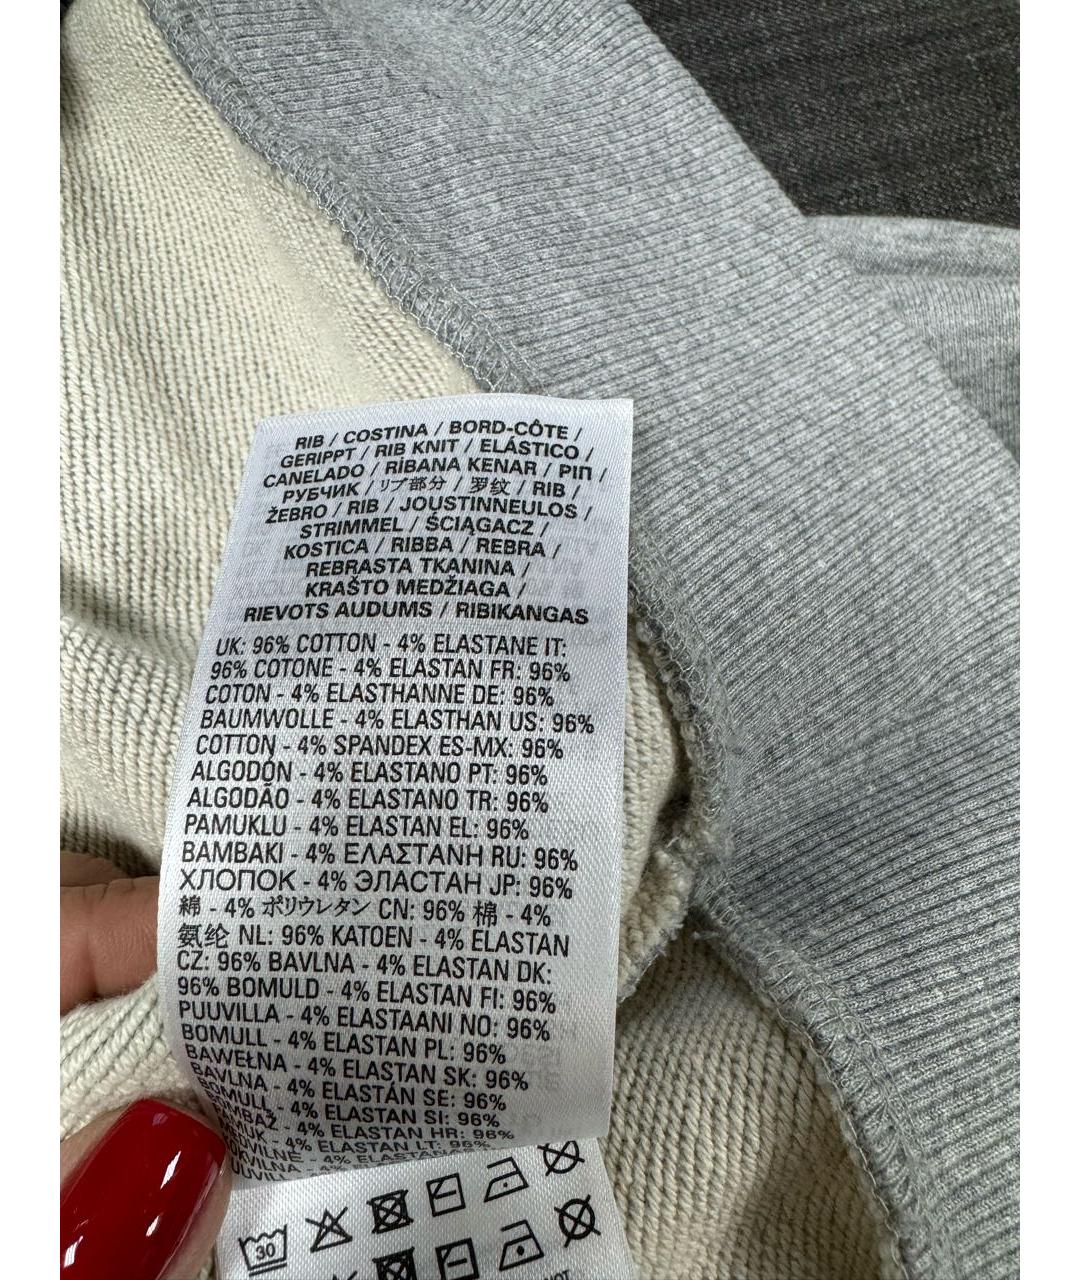 RIB / COSTINA / BORD-CÔTE /
GERIPPT / RIB KNIT / ELÁSTICO /
CANELADO / RİBANA KENAR / ΡΙΠ /
РУБЧИК / リブ部分 / 罗纹 / RIB /
ŽEBRO / RIB / JOUSTINNEULOS /
STRIMMEL / ŚCIĄGACZ /
KOSTICA / RIBBA / REBRA /
REBRASTA TKANINA /
KRAŠTO MEDŽIAGA /
RIEVOTS AUDUMS / RIBIKANGAS
UK: 96% COTTON - 4% ELASTANE IT:
96% COTONE - 4% ELASTAN FR: 96%
COTON - 4% ELASTHANNE DE: 96%
BAUMWOLLE - 4% ELASTHAN US: 96%
COTTON - 4% SPANDEX ES-MX: 96%
ALGODÓN - 4% ELASTANO PT: 96%
ALGODÃO - 4% ELASTANO TR: 96%
PAMUKLU - 4% ELASTAN EL: 96%
ΒΑΜΒΑΚΙ - 4% ΕΛΑΣΤΑΝΗ RU: 96%
ХЛОПОК - 4% ЭЛАСТАН JP: 96%
綿 - 4% ポリウレタン CN: 96% 棉 - 4%
氨纶 NL: 96% KATOEN - 4% ELASTAN
CZ: 96% BAVLNA - 4% ELASTAN DK:
96% BOMULD - 4% ELASTAN FI: 96%
PUUVILLA - 4% ELASTAANI NO: 96%
BOMULL - 4% ELASTAN PL: 96%
BAWEŁNA - 4% ELASTAN SK: 96%
BAVLNA - 4% ELASTÁN SE: 96%
BOMULL - 4% ELASTAN SI: 96%
BOMBAŽ - 4% ELASTAN HR: 96%
PAMUK - 4% ELASTAN LT: 96%
- 4% ELASTAN
30
NOT